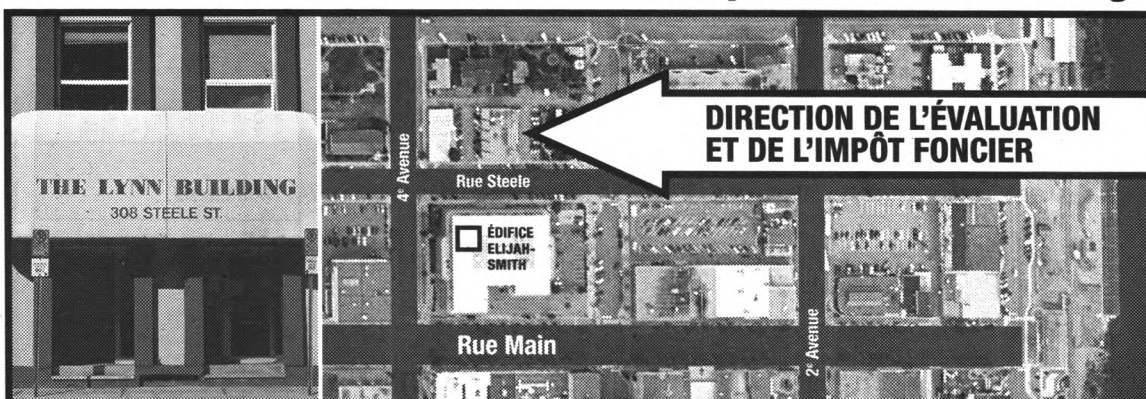 THE LYNN BUILDING
308 STEELE ST.
DIRECTION DE L'ÉVALUATION
ET DE L'IMPÔT FONCIER
4e Avenue
Rue Steele
ÉDIFICE
ELIJAH-
SMITH
Rue Main
2e Avenue